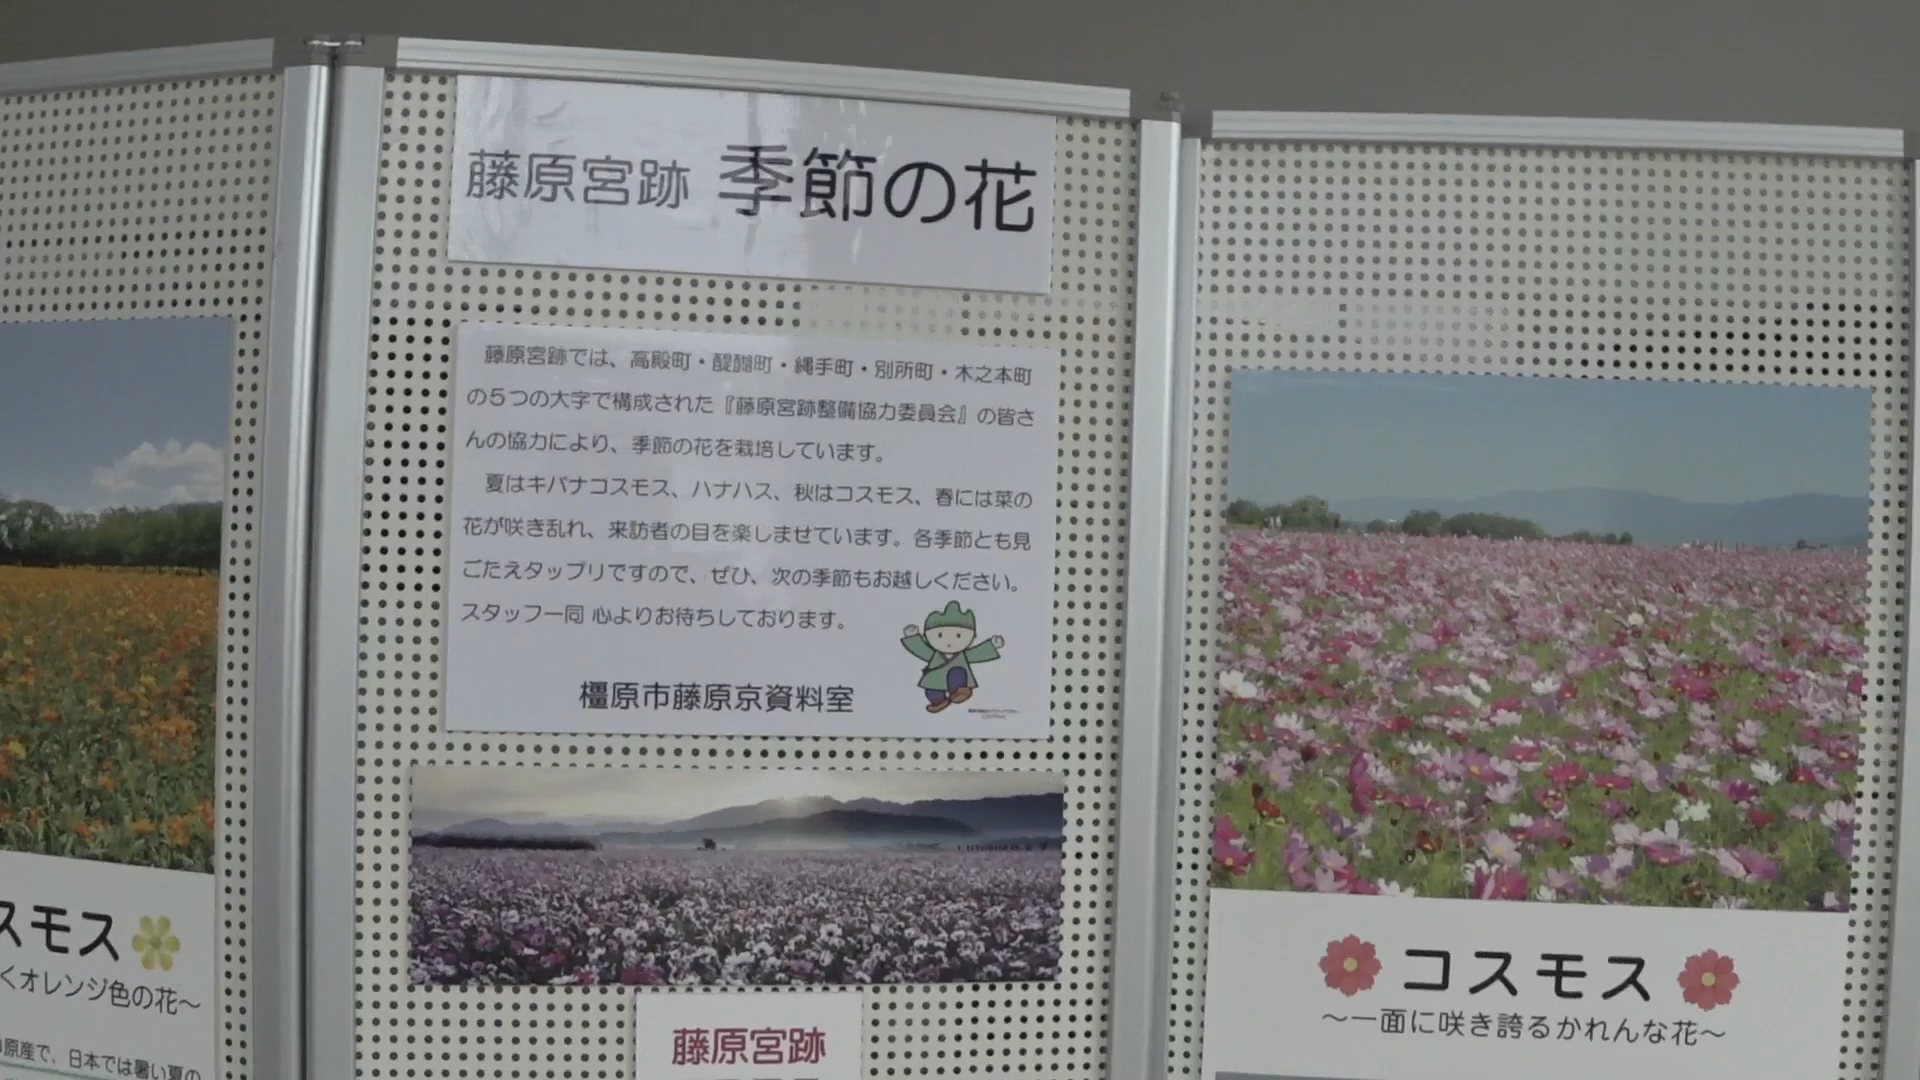 藤原宮跡 季節の花
藤原宮跡では、高殿町・醍醐町・縄手町・別所町・木之本町
の５つの大字で構成された『藤原宮跡整備協力委員会』の皆さ
んの協力により、季節の花を栽培しています。
夏はキバナコスモス、ハナハス、秋はコスモス、春には菜の
花が咲き乱れ、来訪者の目を楽しませています。各季節とも見
ごたえタップリですので、ぜひ、次の季節もお越しください。
スタッフ一同 心よりお待ちしております。
橿原市藤原京資料室
藤原宮跡
スモス
くオレンジ色の花～
原産で、日本では暑い夏の
コスモス
～一面に咲き誇るかれんな花～